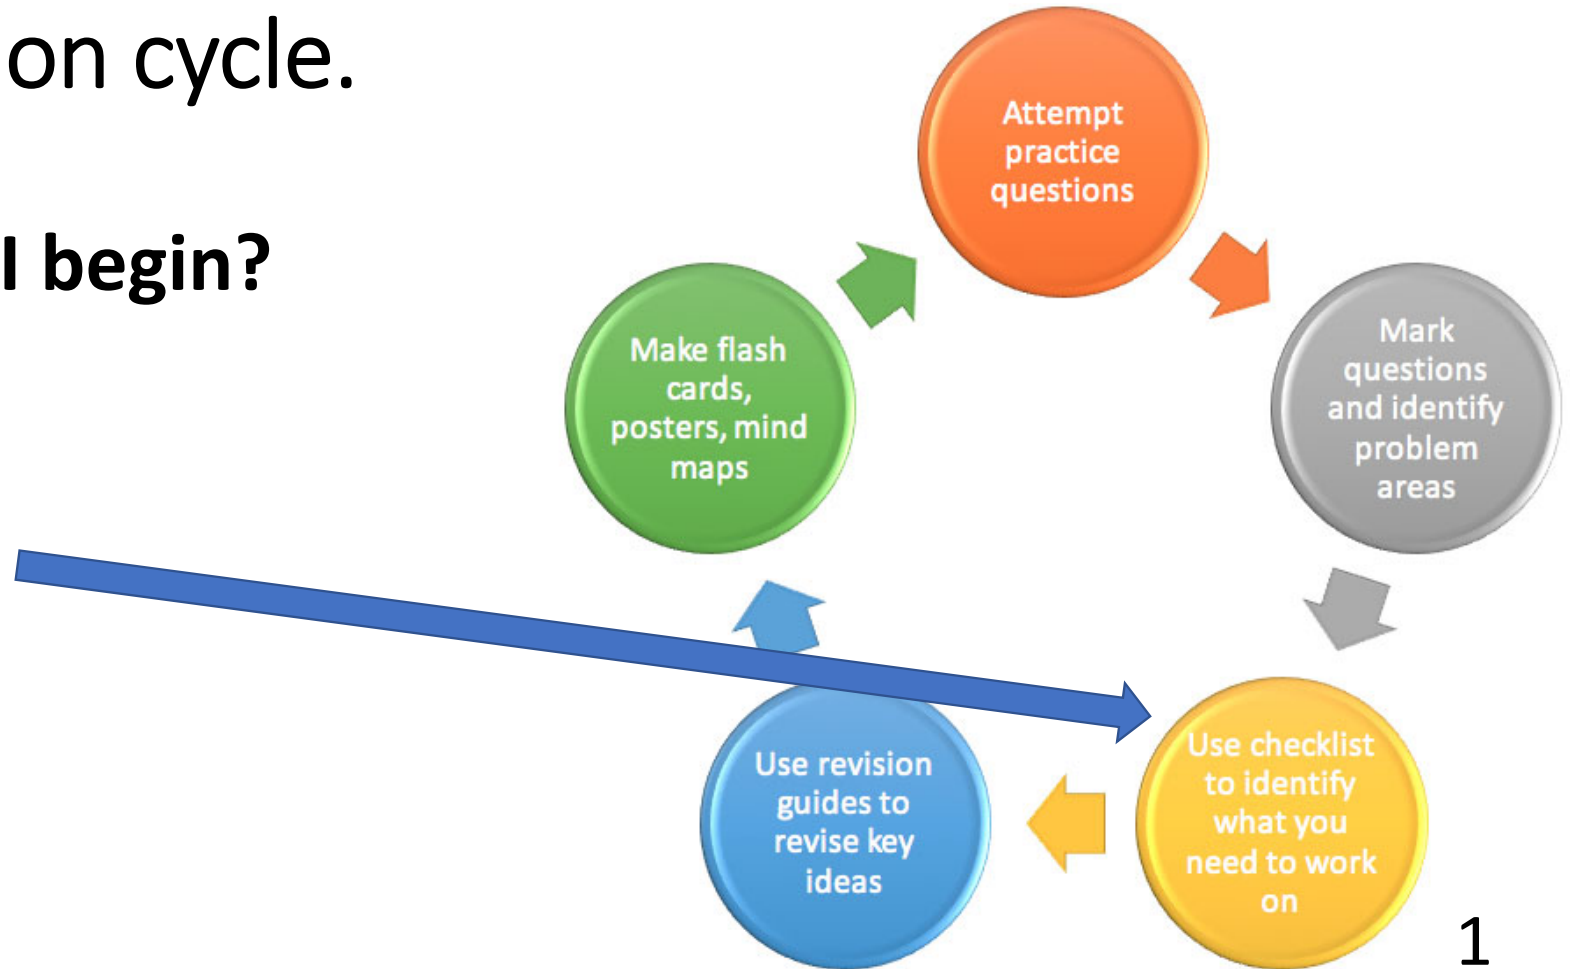 on cycle.
I begin?
Attempt
practice
questions
Mark
questions
and identify
problem
areas
Use checklist
to identify
what you
need to work
on
Use revision
guides to
revise key
ideas
Make flash
cards,
posters, mind
maps
1